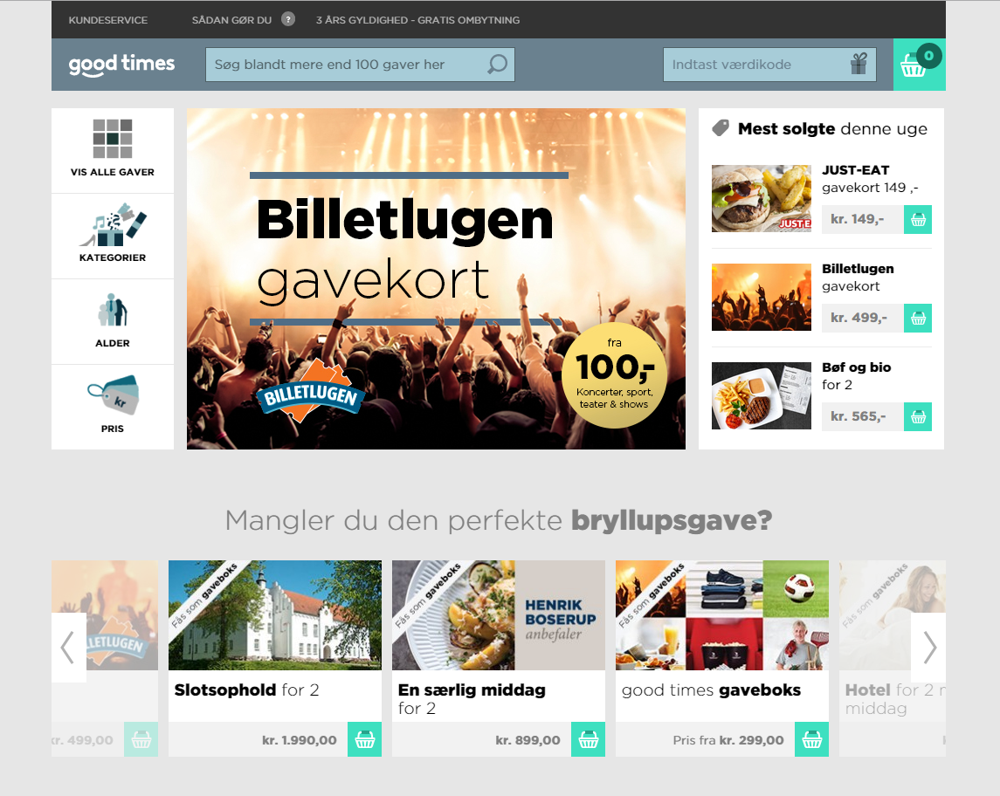 KUNDESERVICE
SÅDAN GØR DU ?
3 ÅRS GYLDIGHED - GRATIS OMBYTNING
good times
Søg blandt mere end 100 gaver her
Indtast værdikode
0
VIS ALLE GAVER
KATEGORIER
ALDER
kr
PRIS
Billetlugen
gavekort
BILLETLUGEN
fra
100,-
Koncerter, sport,
teater & shows
Mest solgte denne uge
JUST-EAT
gavekort 149 ,-
JUST E
kr. 149,-
Billetlugen
gavekort
kr. 499,-
Bøf og bio
for 2
kr. 565,-
Mangler du den perfekte bryllupsgave?
LETLUGEN
kr. 499,00
Fås som gaveboks
Slotsophold for 2
kr. 1.990,00
Fås som gaveboks
HENRIK
BOSERUP
anbefaler
En særlig middag
for 2
kr. 899,00
Fås som gaveboks
good times gaveboks
Pris fra kr. 299,00
Fås som gaveboks
Hotel for 2
middag